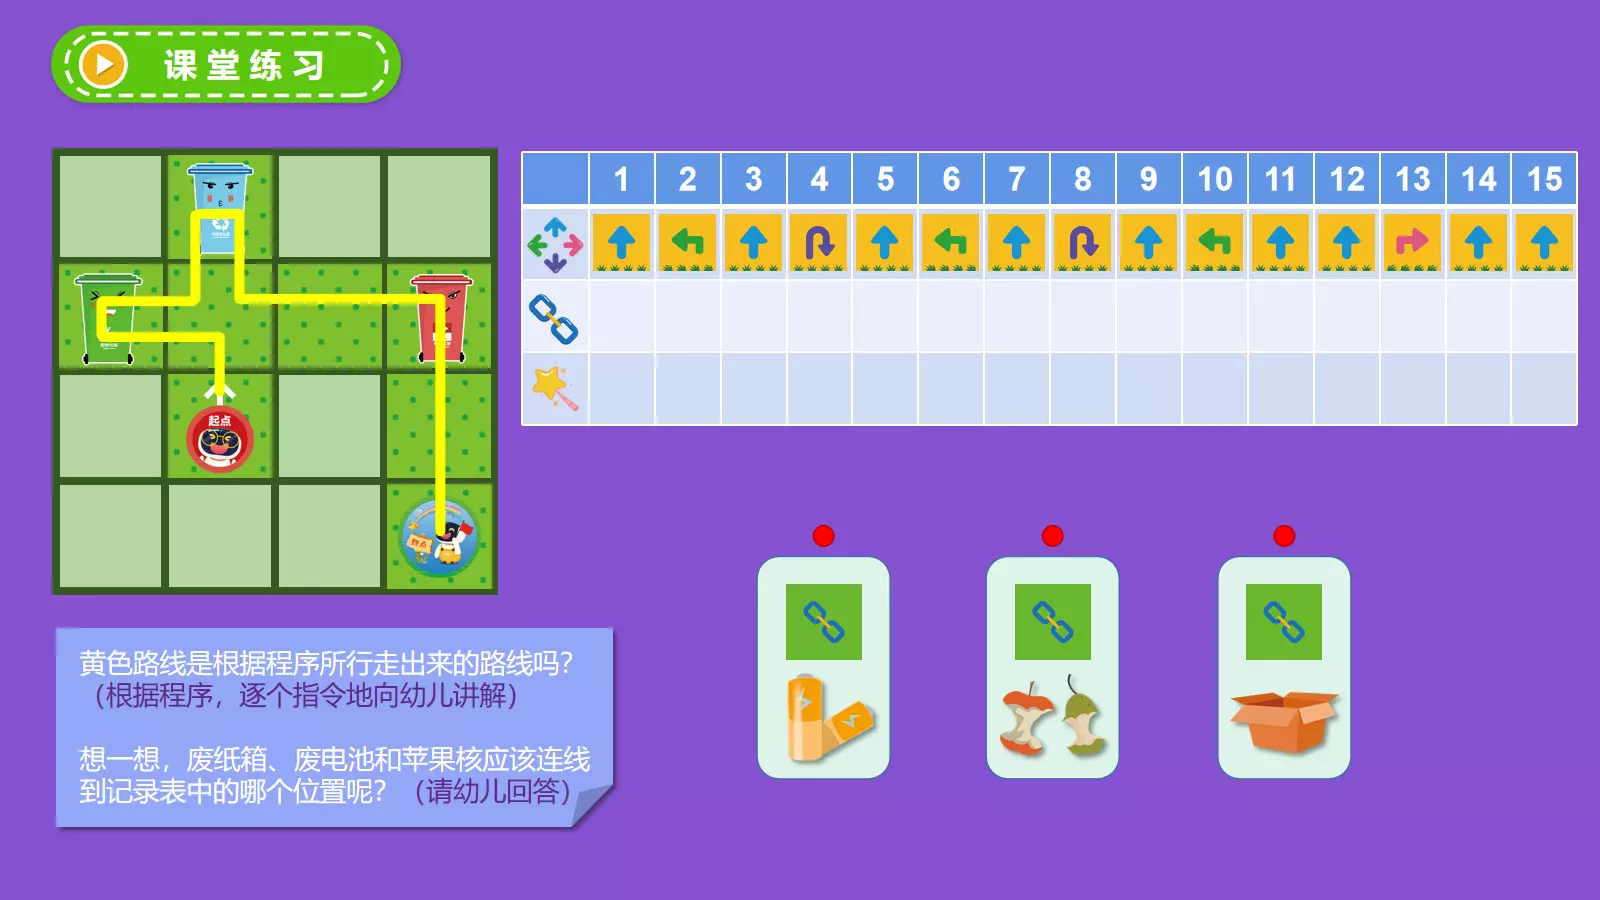 课堂练习
1 2 3 4 5 6 7 8 9 10 11 12 13 14 15
起点
终点
黄色路线是根据程序所行走出来的路线吗？
（根据程序，逐个指令地向幼儿讲解）
想一想，废纸箱、废电池和苹果核应该连线
到记录表中的哪个位置呢？（请幼儿回答）